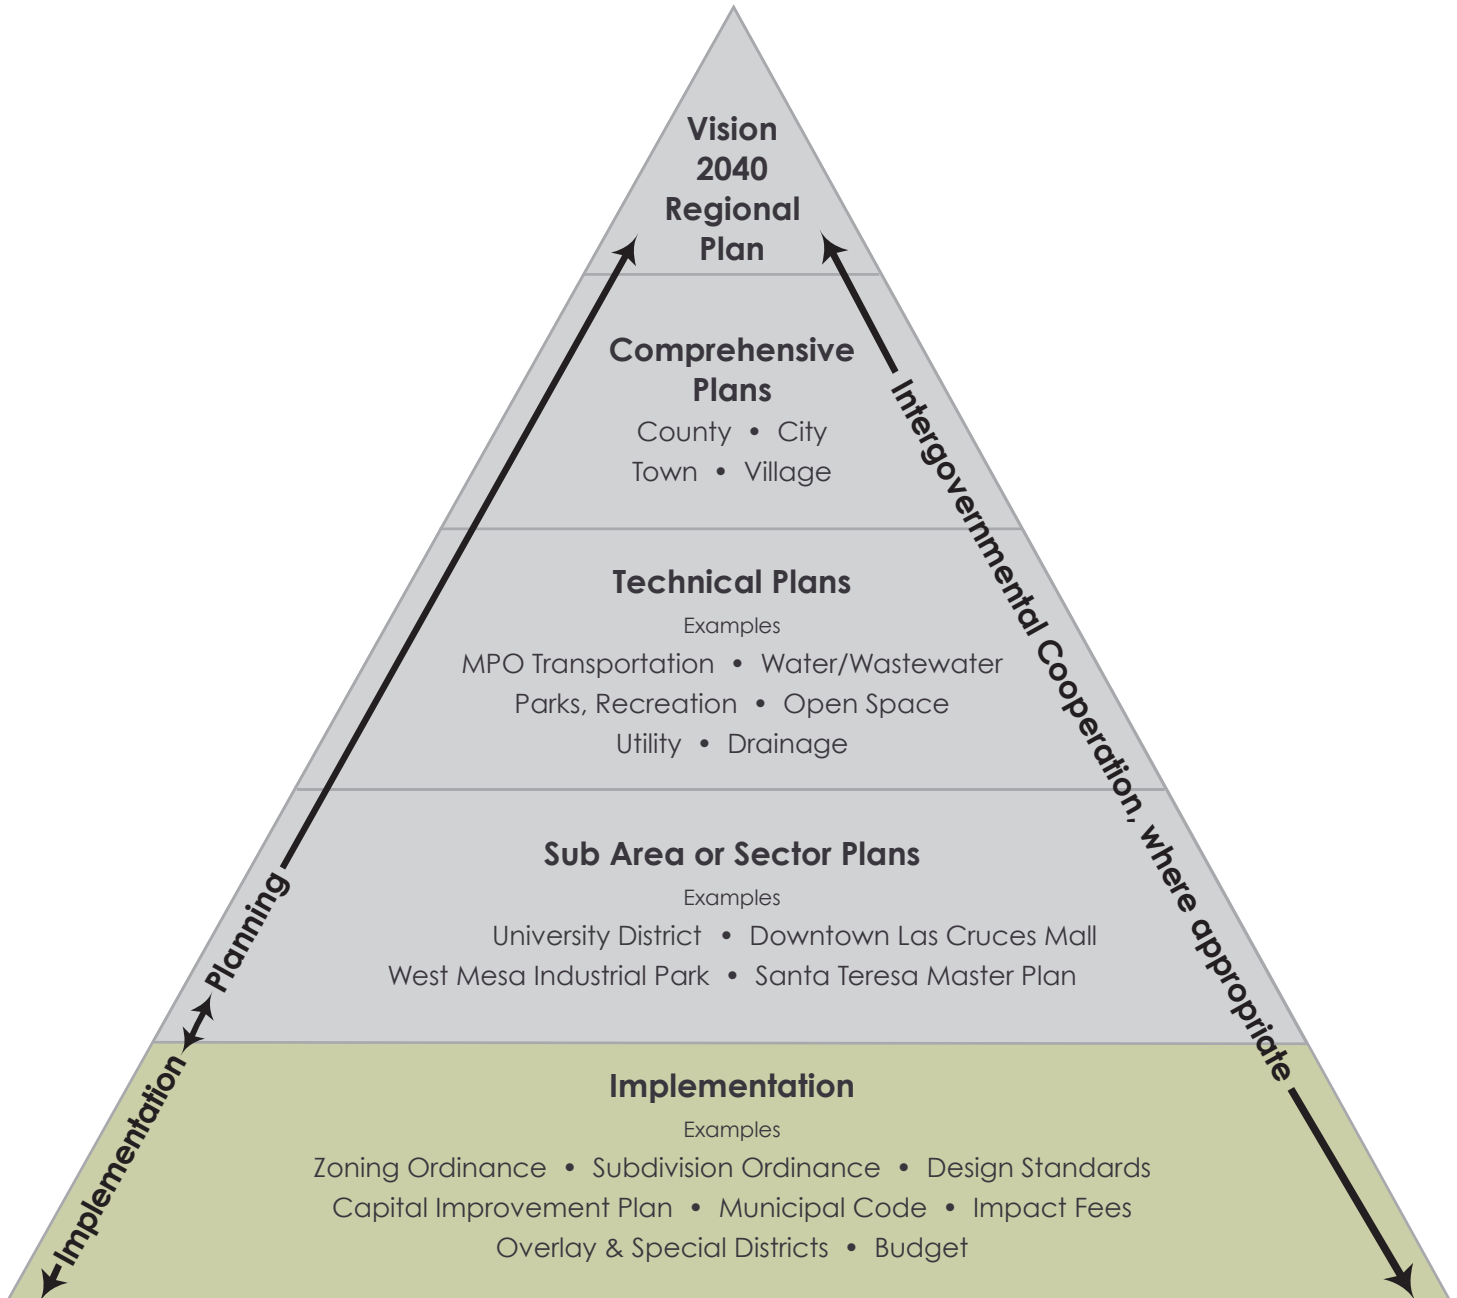 Vision
2040
Regional
Plan
Comprehensive
Plans
County • City
Town • Village
Technical Plans
Examples
MPO Transportation • Water/Wastewater
Parks, Recreation • Open Space
Utility • Drainage
Sub Area or Sector Plans
Examples
University District • Downtown Las Cruces Mall
West Mesa Industrial Park • Santa Teresa Master Plan
Implementation
Examples
Zoning Ordinance • Subdivision Ordinance • Design Standards
Capital Improvement Plan • Municipal Code • Impact Fees
Overlay & Special Districts • Budget
Planning
Implementation
Intergovernmental Cooperation, where appropriate